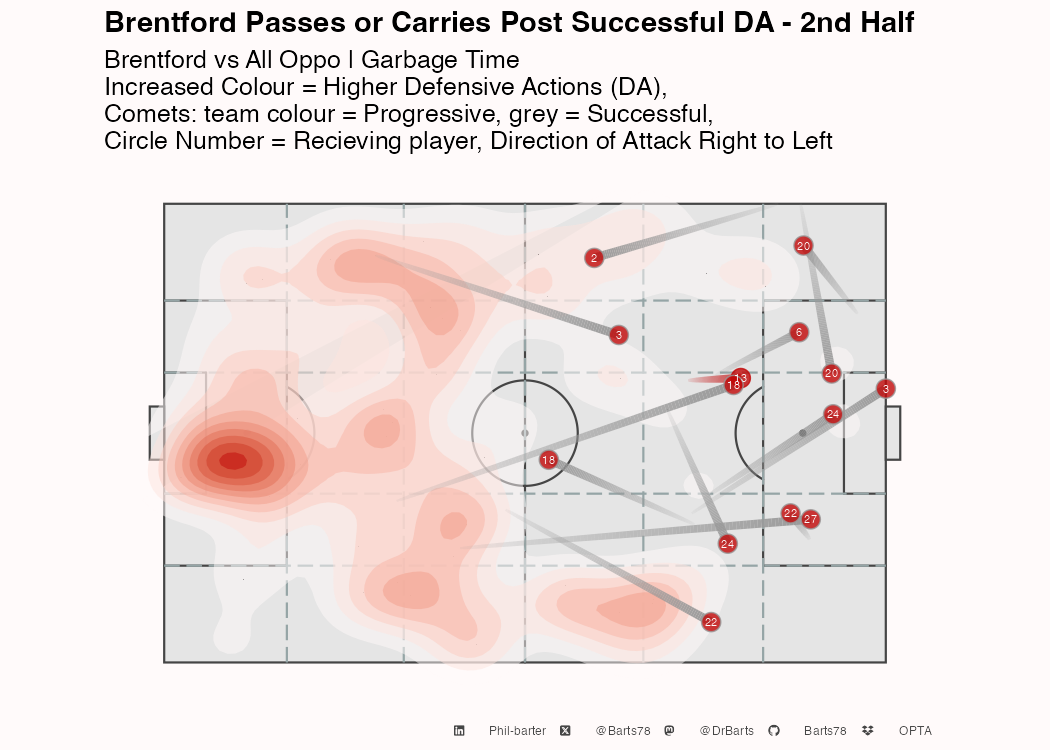 Brentford Passes or Carries Post Successful DA - 2nd Half
Brentford vs All Oppo | Garbage Time
Increased Colour = Higher Defensive Actions (DA),
Comets: team colour = Progressive, grey = Successful,
Circle Number = Recieving player, Direction of Attack Right to Left
20
2
6
3
20
13
18
3
24
18
22
27
24
22
Phil-barter @Barts78 @DrBarts Barts78 OPTA